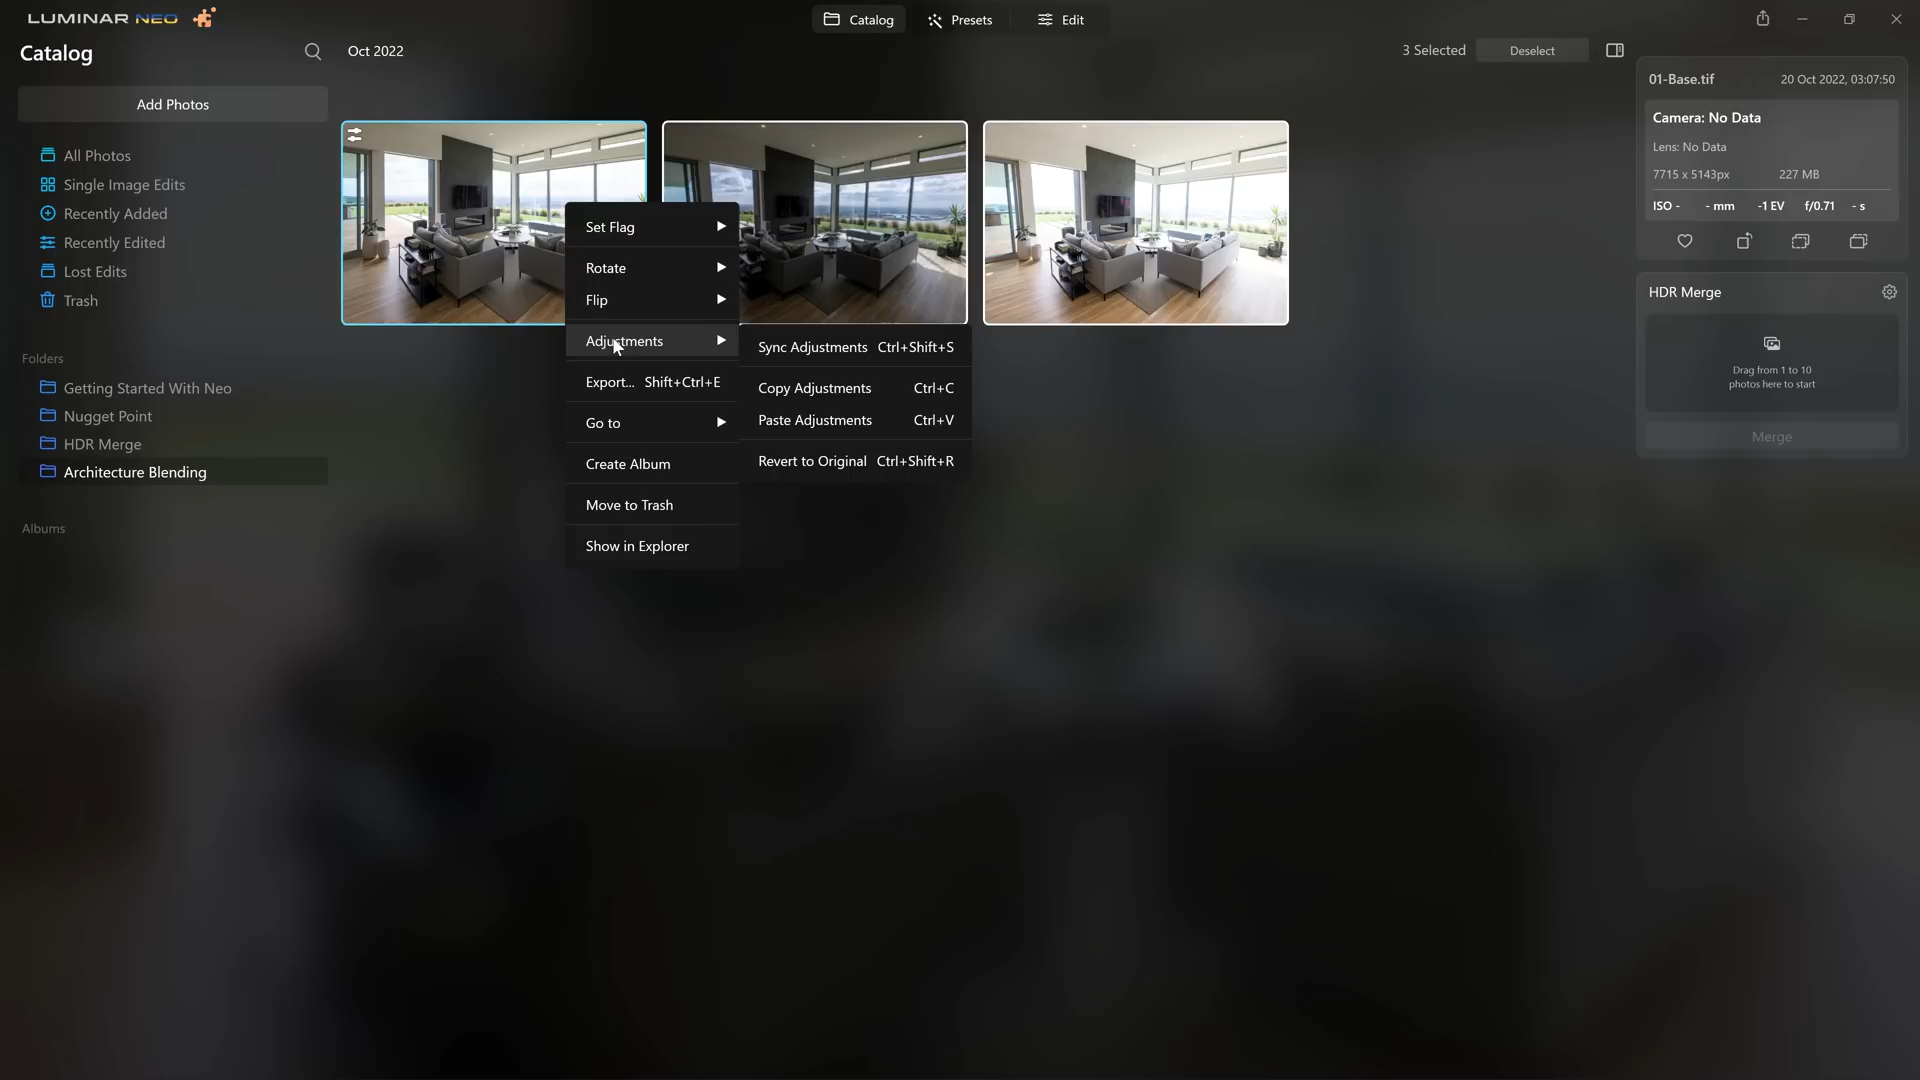 LUMINAR NEO
Catalog
Presets
Edit
Catalog
Oct 2022
3 Selected
Deselect
Add Photos
All Photos
Single Image Edits
Recently Added
Recently Edited
Lost Edits
Trash
Folders
Getting Started With Neo
Nugget Point
HDR Merge
Architecture Blending
Albums
Set Flag
Rotate
Flip
Adjustments
Export... Shift+Ctrl+E
Go to
Create Album
Move to Trash
Show in Explorer
Sync Adjustments Ctrl+Shift+S
Copy Adjustments Ctrl+C
Paste Adjustments Ctrl+V
Revert to Original Ctrl+Shift+R
01-Base.tif 20 Oct 2022, 03:07:50
Camera: No Data
Lens: No Data
7715 x 5143px 227 MB
ISO - - mm -1 EV f/0.71 - s
HDR Merge
Drag from 1 to 10
photos here to start
Merge